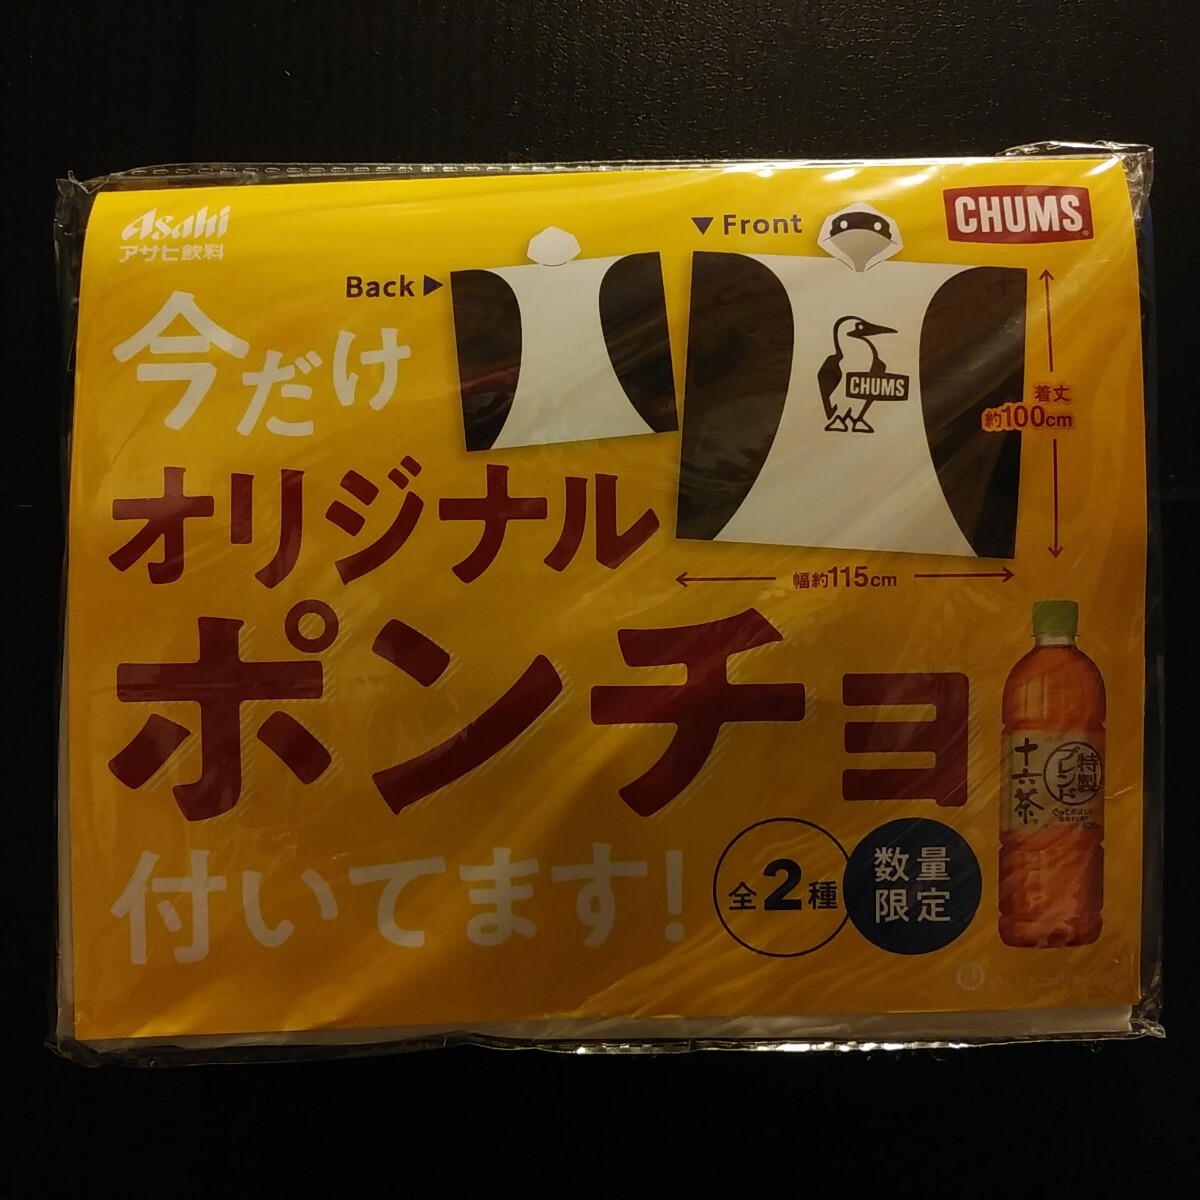 Asahi
アサヒ飲料
CHUMS
▼Front
Back▶
今だけ
オリジナル
ポンチョ
付いてます!
CHUMS
着丈
約100cm
幅約115cm
全2種
数量
限定
特製
ブレンド
十六茶